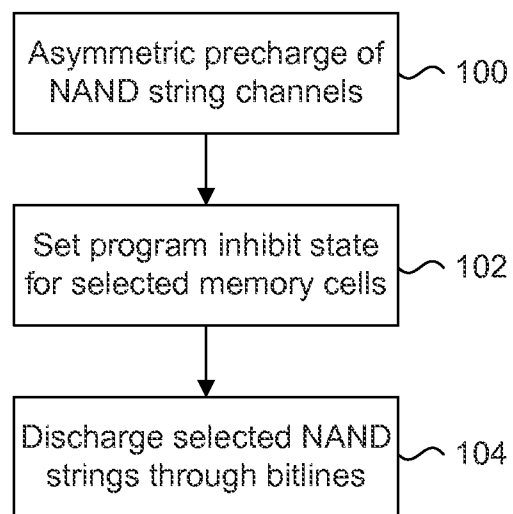 Asymmetric precharge of
NAND string channels
100
Set program inhibit state
for selected memory cells
102
Discharge selected NAND
strings through bitlines
104